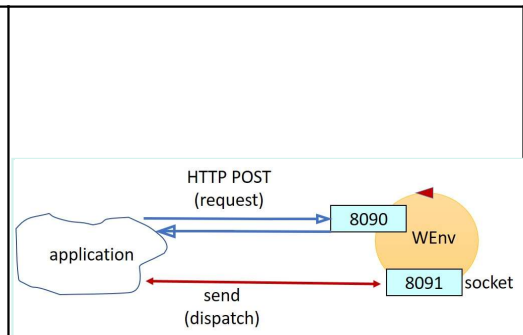 HTTP POST
(request)
8090
WEnv
application
8091 socket
send
(dispatch)